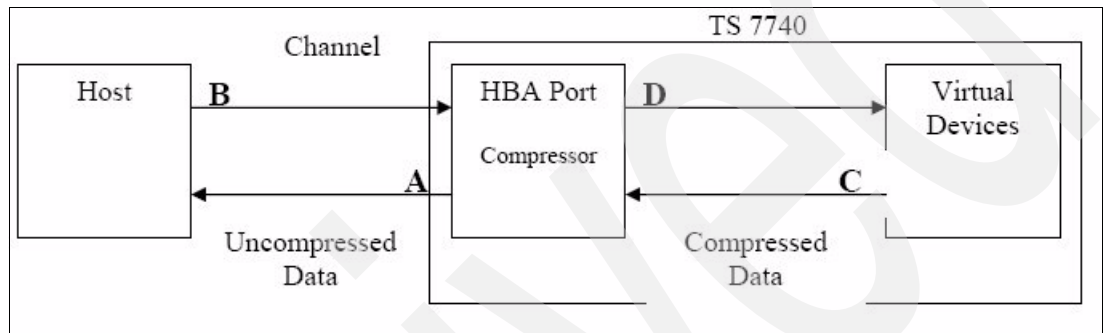 TS 7740
Channel
Host
B
HBA Port
Compressor
D
Virtual
Devices
A
C
Uncompressed
Data
Compressed
Data